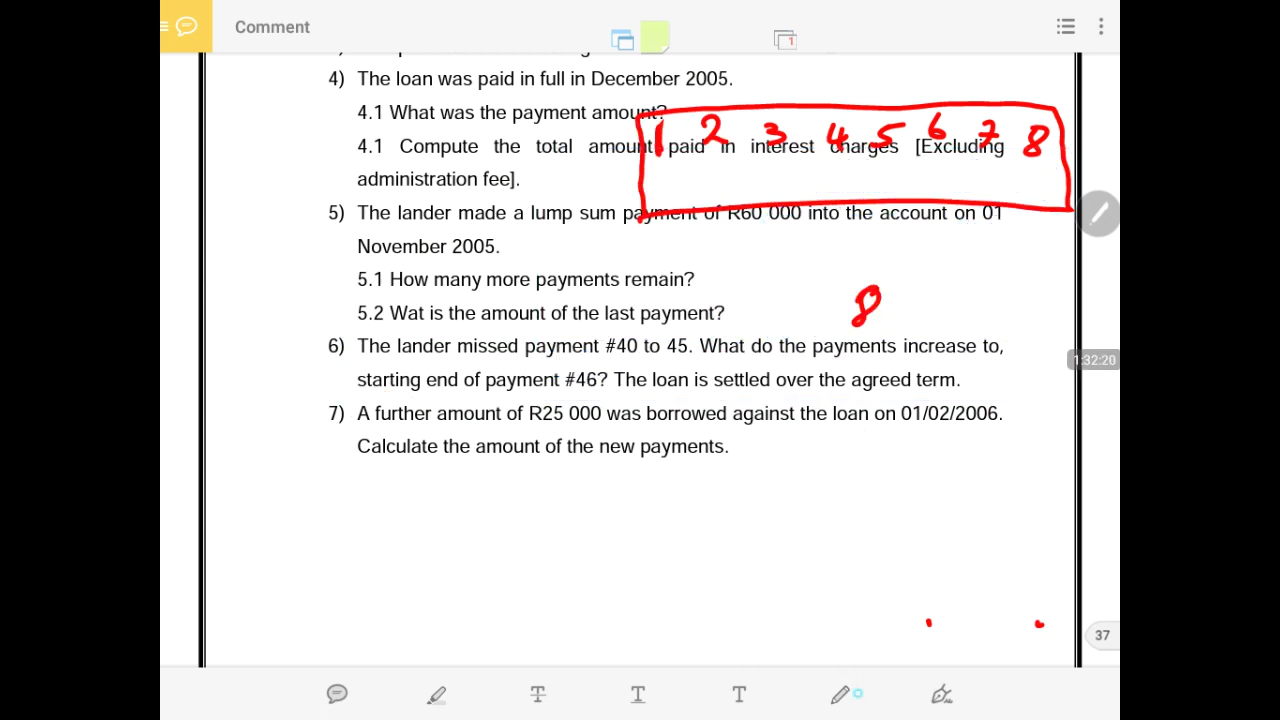 Comment
1
4) The loan was paid in full in December 2005.
4.1 What was the payment amount?
1 2 3 4 5 6 7 8
4.1 Compute the total amount paid in interest charges [Excluding
administration fee].
5) The lander made a lump sum payment of R60 000 into the account on 01
November 2005.
5.1 How many more payments remain?
8
5.2 Wat is the amount of the last payment?
6) The lander missed payment #40 to 45. What do the payments increase to,
1:32:20
starting end of payment #46? The loan is settled over the agreed term.
7) A further amount of R25 000 was borrowed against the loan on 01/02/2006.
Calculate the amount of the new payments.
37